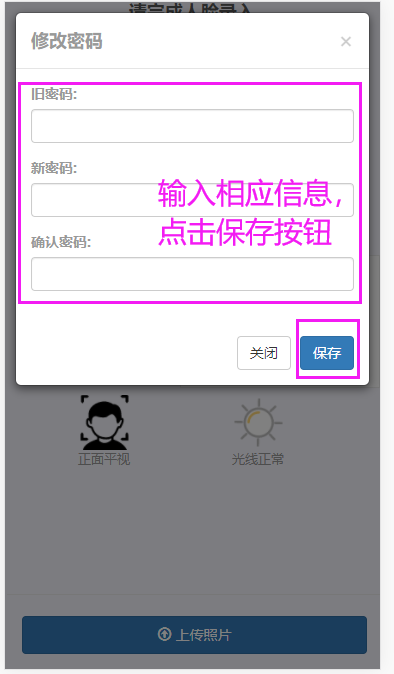 请完成人脸录入
修改密码
×
旧密码:
新密码:
输入相应信息，
点击保存按钮
确认密码:
关闭
保存
正面平视
光线正常
上传照片